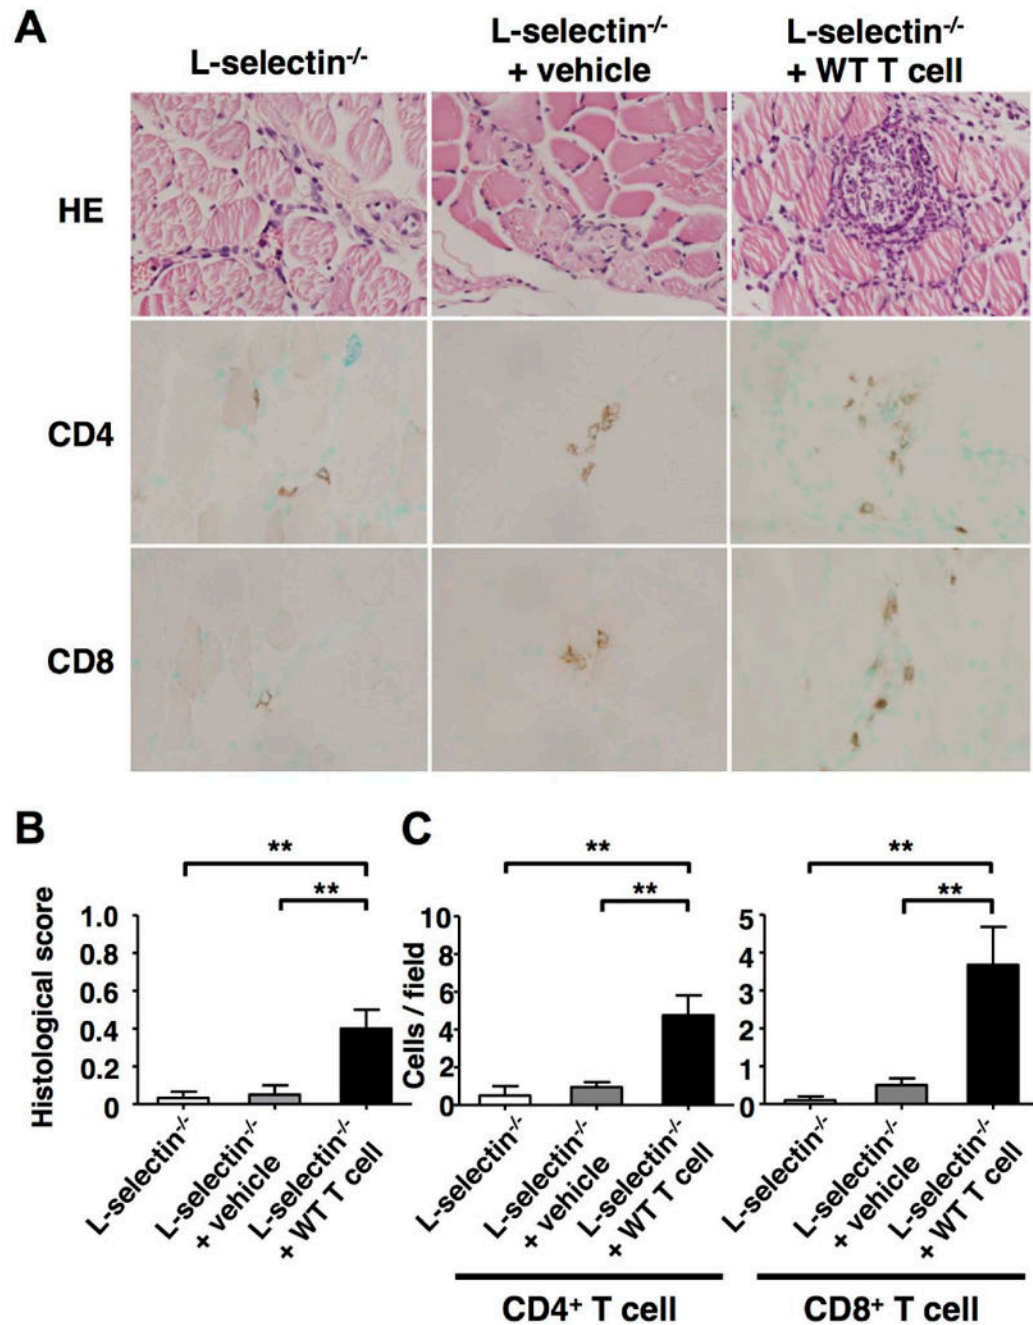 A
L-selectin-/-
L-selectin-/-
+ vehicle
L-selectin-/-
+ WT T cell
HE
CD4
CD8
B
**
**
Histological score
1.0
0.8
0.6
0.4
0.2
0
L-selectin-/-
L-selectin-/-
+ vehicle
L-selectin-/-
+ WT T cell
C
**
**
Cells / field
10
8
6
4
2
0
L-selectin-/-
L-selectin-/-
+ vehicle
L-selectin-/-
+ WT T cell
CD4+ T cell
**
**
5
4
3
2
1
0
L-selectin-/-
L-selectin-/-
+ vehicle
L-selectin-/-
+ WT T cell
CD8+ T cell